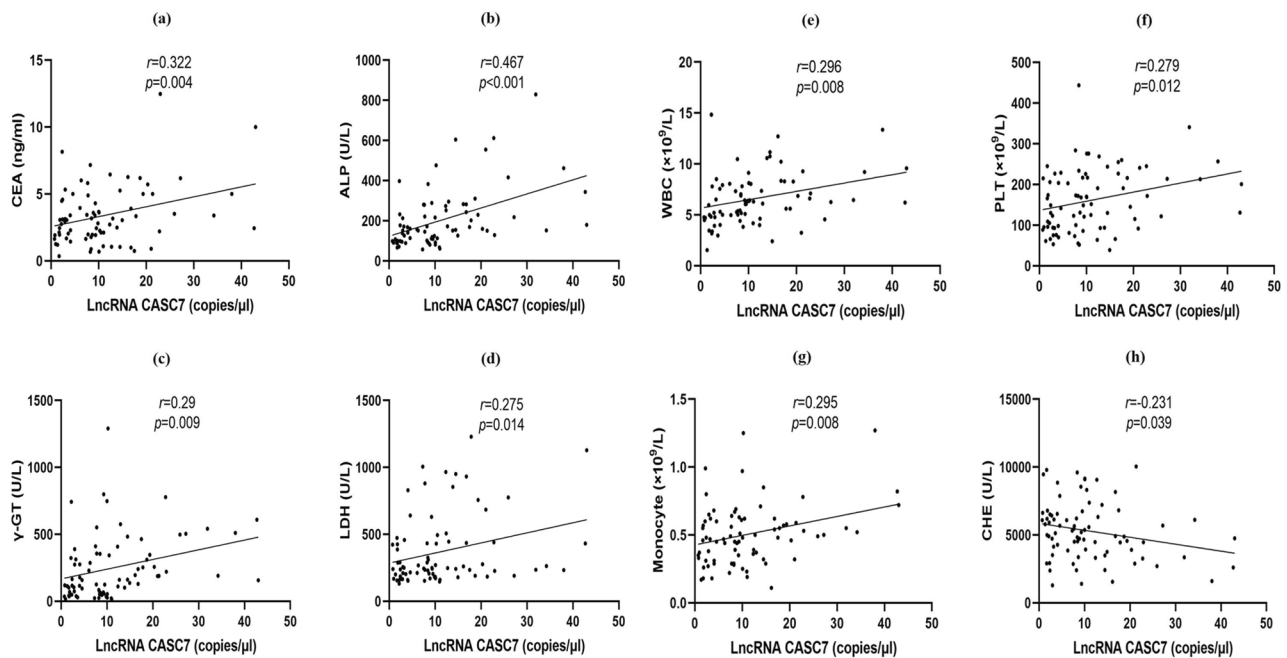 (a)
r=0.322
p=0.004
15
10
5
0
CEA (ng/ml)
0 10 20 30 40 50
LncRNA CASC7 (copies/μl)
(b)
r=0.467
p<0.001
1000
800
600
400
200
0
ALP (U/L)
0 10 20 30 40 50
LncRNA CASC7 (copies/μl)
(e)
r=0.296
p=0.008
20
15
10
5
0
WBC (×10⁹/L)
0 10 20 30 40 50
LncRNA CASC7 (copies/μl)
(f)
r=0.279
p=0.012
500
400
300
200
100
0
PLT (×10⁹/L)
0 10 20 30 40 50
LncRNA CASC7 (copies/μl)
(c)
r=0.29
p=0.009
1500
1000
500
0
γ-GT (U/L)
0 10 20 30 40 50
LncRNA CASC7 (copies/μl)
(d)
r=0.275
p=0.014
1500
1000
500
0
LDH (U/L)
0 10 20 30 40 50
LncRNA CASC7 (copies/μl)
(g)
r=0.295
p=0.008
1.5
1.0
0.5
0.0
Monocyte (×10⁹/L)
0 10 20 30 40 50
LncRNA CASC7 (copies/μl)
(h)
r=-0.231
p=0.039
15000
10000
5000
0
CHE (U/L)
0 10 20 30 40 50
LncRNA CASC7 (copies/μl)